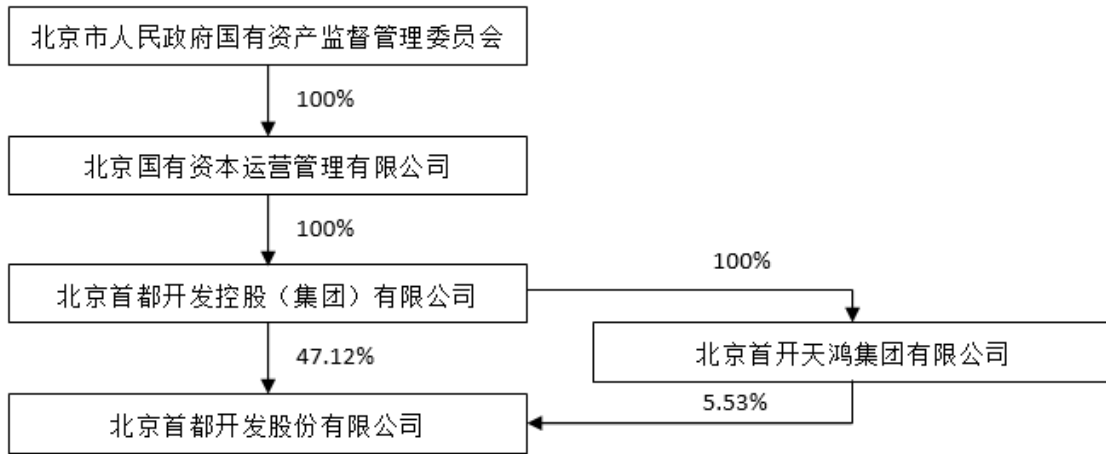 北京市人民政府国有资产监督管理委员会
100%
北京国有资本运营管理有限公司
100%
100%
北京首都开发控股（集团）有限公司
47.12%
北京首开天鸿集团有限公司
5.53%
北京首都开发股份有限公司